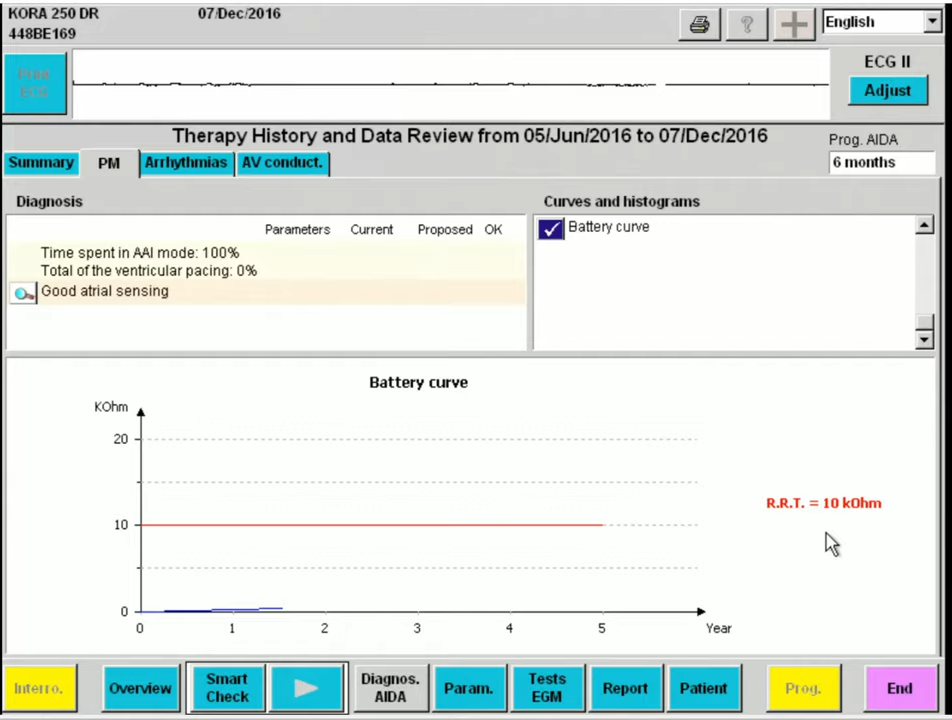 KORA 250 DR 07/Dec/2016
448BE169
English
Prog.
ECG
ECG II
Adjust
Therapy History and Data Review from 05/Jun/2016 to 07/Dec/2016
Prog. AIDA
6 months
Summary PM Arrhythmias AV conduct.
Diagnosis
Parameters Current Proposed OK
Time spent in AAI mode: 100%
Total of the ventricular pacing: 0%
Good atrial sensing
Curves and histograms
Battery curve
Battery curve
KOhm
20
10
0
0 1 2 3 4 5 Year
R.R.T. = 10 kOhm
Interro. Overview Smart Check Diagnos. AIDA Param. Tests EGM Report Patient Prog. End